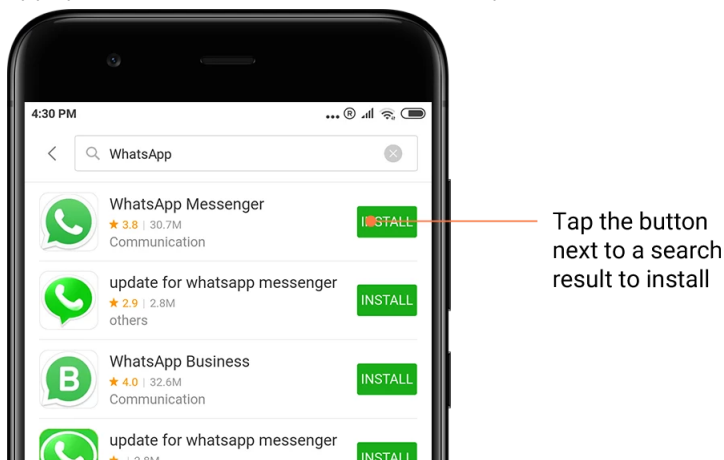 4:30 PM
WhatsApp
WhatsApp Messenger
3.8 | 30.7M
Communication
INSTALL
Tap the button
next to a search
result to install
update for whatsapp messenger
2.9 | 2.8M
others
INSTALL
WhatsApp Business
4.0 | 32.6M
Communication
INSTALL
B
update for whatsapp messenger
INSTALL